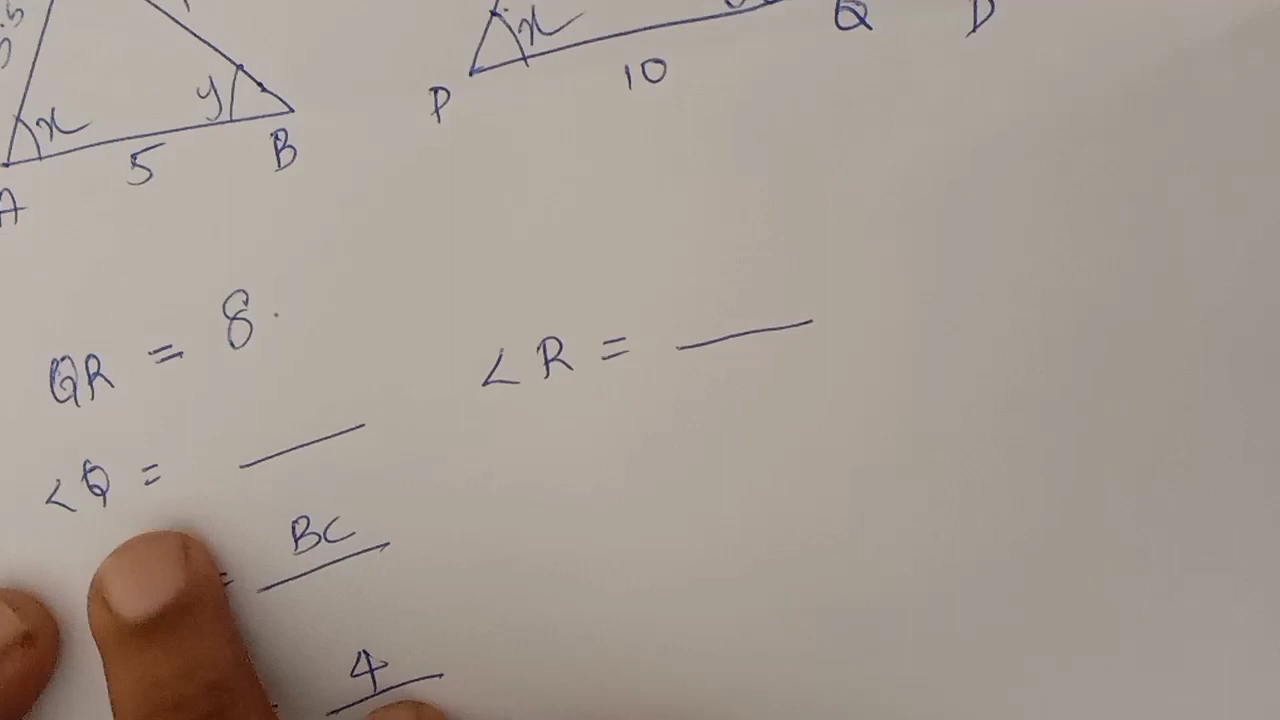 x
y
5
A
B
x
10
P
Q
D
QR = 8.
<R = ___
<Q = ___
= BC
4